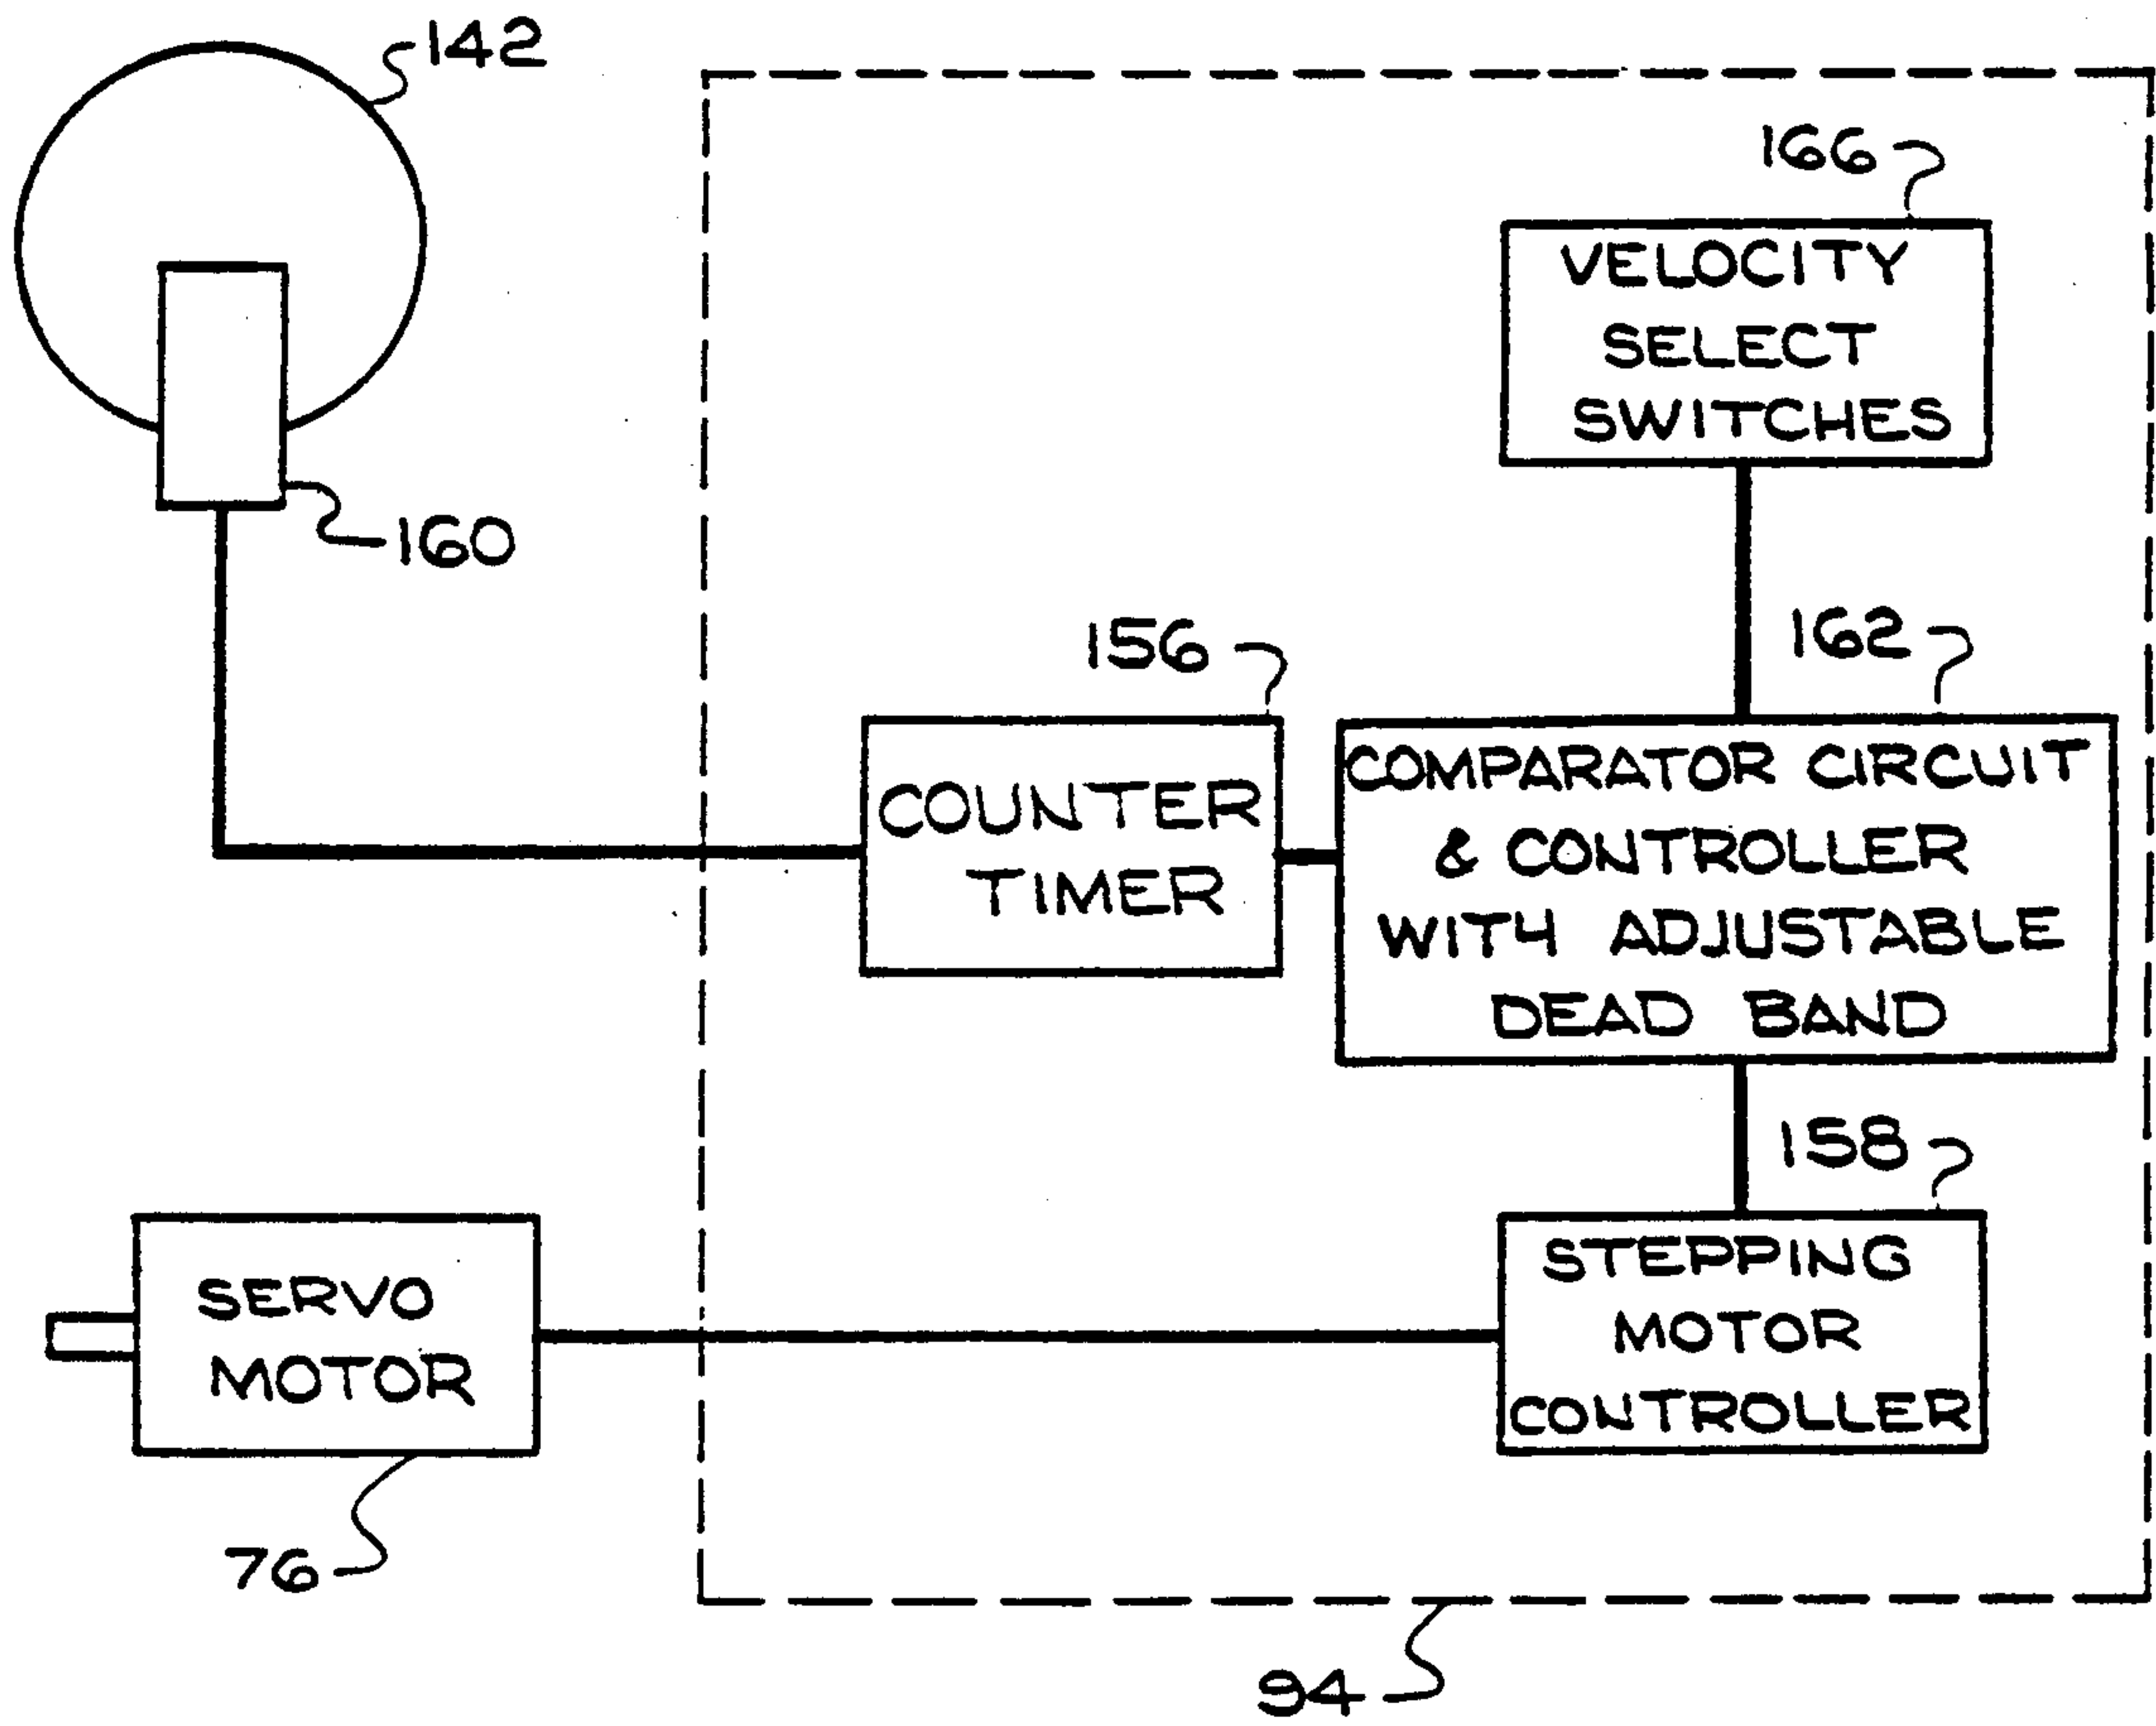 142
166
VELOCITY
SELECT
SWITCHES
160
156
162
COUNTER
TIMER
COMPARATOR CIRCUIT
& CONTROLLER
WITH ADJUSTABLE
DEAD BAND
158
SERVO
MOTOR
STEPPING
MOTOR
CONTROLLER
76
94